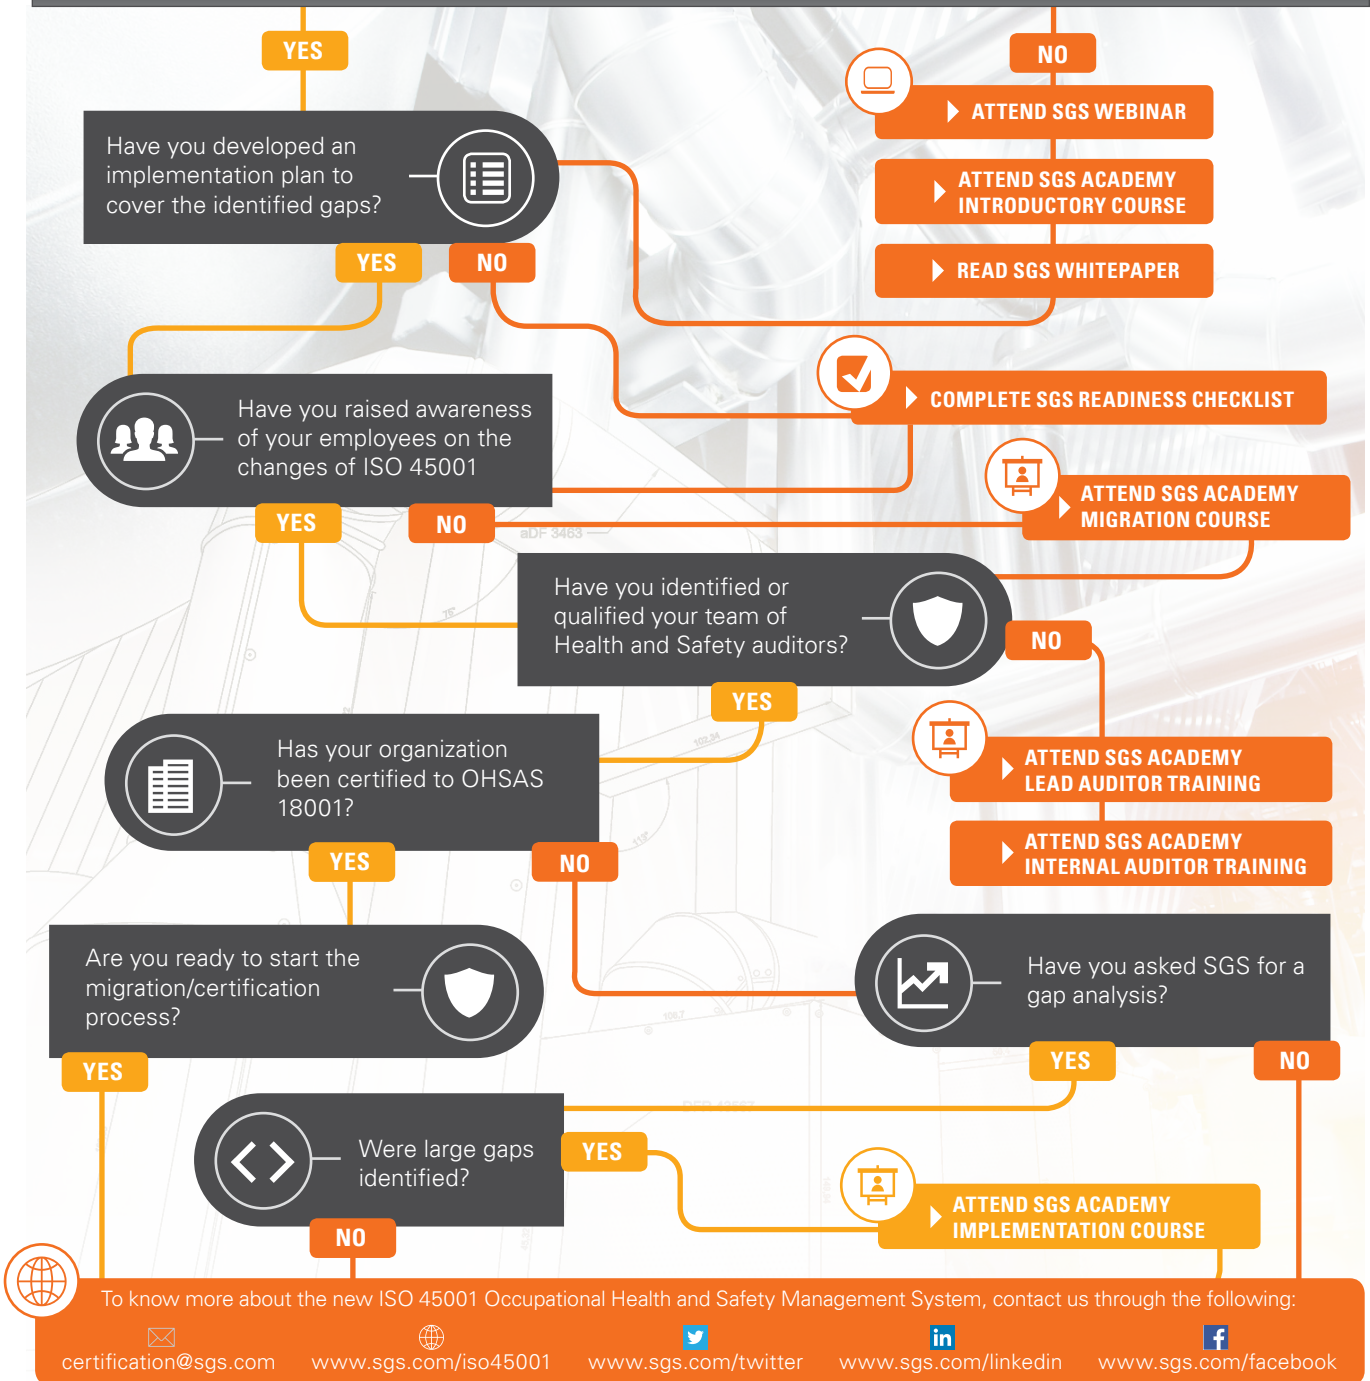 YES
NO
ATTEND SGS WEBINAR
Have you developed an
implementation plan to
cover the identified gaps?
ATTEND SGS ACADEMY
INTRODUCTORY COURSE
READ SGS WHITEPAPER
YES
NO
COMPLETE SGS READINESS CHECKLIST
Have you raised awareness
of your employees on the
changes of ISO 45001
ATTEND SGS ACADEMY
MIGRATION COURSE
YES
NO
aDF 3463
Have you identified or
qualified your team of
Health and Safety auditors?
NO
YES
102,34
Has your organization
been certified to OHSAS
18001?
ATTEND SGS ACADEMY
LEAD AUDITOR TRAINING
ATTEND SGS ACADEMY
INTERNAL AUDITOR TRAINING
YES
NO
Are you ready to start the
migration/certification
process?
Have you asked SGS for a
gap analysis?
YES
YES
NO
Were large gaps
identified?
YES
ATTEND SGS ACADEMY
IMPLEMENTATION COURSE
NO
To know more about the new ISO 45001 Occupational Health and Safety Management System, contact us through the following:
certification@sgs.com
www.sgs.com/iso45001
www.sgs.com/twitter
www.sgs.com/linkedin
www.sgs.com/facebook